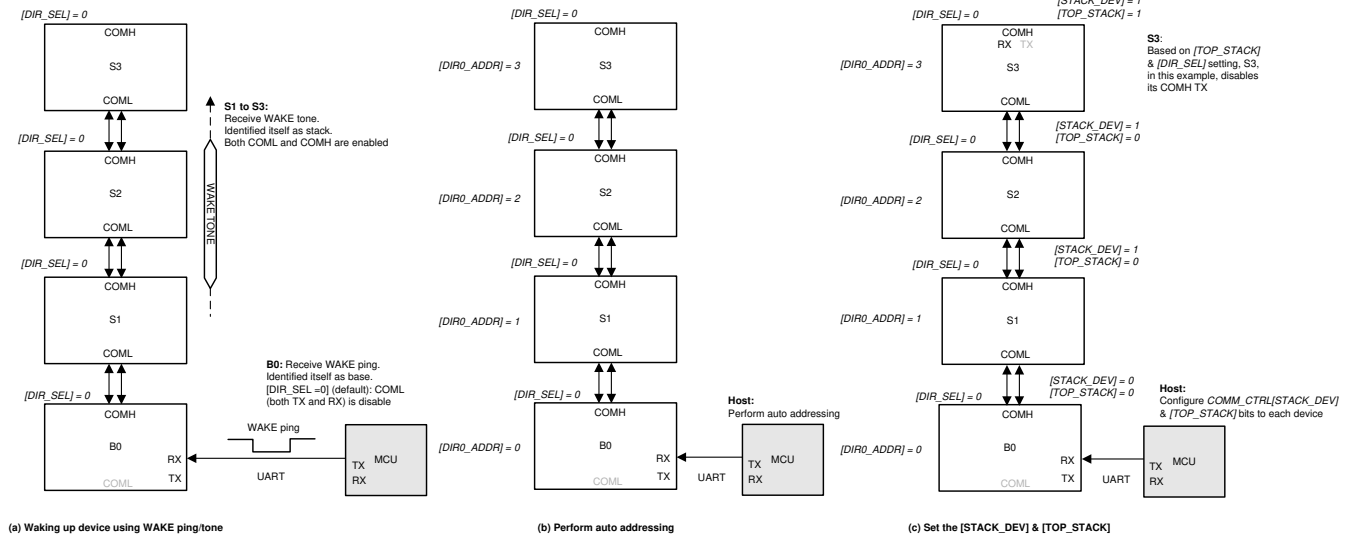 [DIR_SEL] = 0
COMH
S3
COML
[DIR_SEL] = 0
COMH
S2
COML
[DIR_SEL] = 0
COMH
S1
COML
[DIR_SEL] = 0
COMH
B0
RX
TX
COML
WAKE TONE
S1 to S3:
Receive WAKE tone.
Identified itself as stack.
Both COML and COMH are enabled
B0: Receive WAKE ping.
Identified itself as base.
[DIR_SEL =0] (default): COML
(both TX and RX) is disable
WAKE ping
UART
TX
RX
MCU
(a) Waking up device using WAKE ping/tone
[DIR_SEL] = 0
[DIR0_ADDR] = 3
COMH
S3
COML
[DIR_SEL] = 0
[DIR0_ADDR] = 2
COMH
S2
COML
[DIR_SEL] = 0
[DIR0_ADDR] = 1
COMH
S1
COML
[DIR_SEL] = 0
[DIR0_ADDR] = 0
COMH
B0
RX
TX
COML
Host:
Perform auto addressing
UART
TX
RX
MCU
(b) Perform auto addressing
[DIR_SEL] = 0
[STACK_DEV] = 1
[TOP_STACK] = 1
[DIR0_ADDR] = 3
COMH
RX TX
S3
COML
S3:
Based on [TOP_STACK]
& [DIR_SEL] setting, S3,
in this example, disables
its COMH TX
[DIR_SEL] = 0
[STACK_DEV] = 1
[TOP_STACK] = 0
[DIR0_ADDR] = 2
COMH
S2
COML
[DIR_SEL] = 0
[STACK_DEV] = 1
[TOP_STACK] = 0
[DIR0_ADDR] = 1
COMH
S1
COML
[DIR_SEL] = 0
[STACK_DEV] = 0
[TOP_STACK] = 0
[DIR0_ADDR] = 0
COMH
B0
RX
TX
COML
Host:
Configure COMM_CTRL[STACK_DEV]
& [TOP_STACK] bits to each device
UART
TX
RX
MCU
(c) Set the [STACK_DEV] & [TOP_STACK]